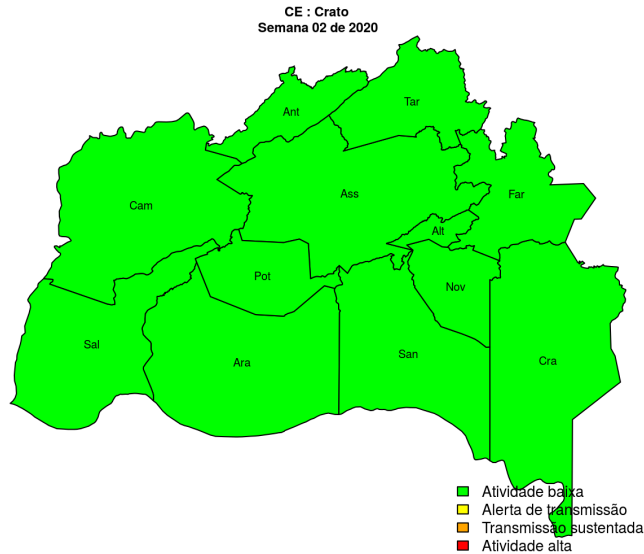 CE : Crato
Semana 02 de 2020
Tar
Ant
Ass
Far
Cam
Alt
Pot
Nov
Sal
San
Ara
Cra
Atividade baixa
Alerta de transmissão
Transmissão sustentada
Atividade alta